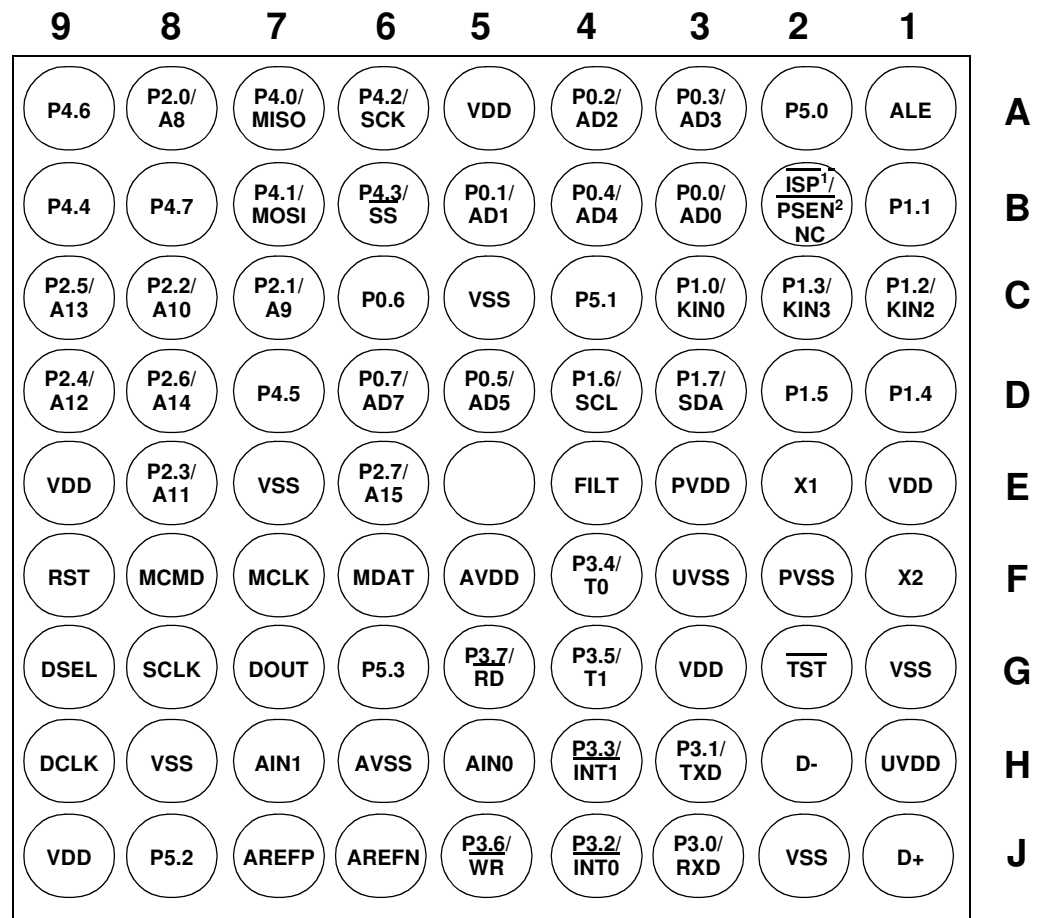 9 8 7 6 5 4 3 2 1
P4.6 P2.0/ P4.0/ P4.2/ VDD P0.2/ P0.3/ P5.0 ALE A
A8 MISO SCK AD2 AD3
P4.4 P4.7 P4.1/ P4.3/ P0.1/ P0.4/ P0.0/ ISP1/ P1.1 B
MOSI SS AD1 AD4 AD0 PSEN2
NC
P2.5/ P2.2/ P2.1/ P0.6 VSS P5.1 P1.0/ P1.3/ P1.2/ C
A13 A10 A9 KIN0 KIN3 KIN2
P2.4/ P2.6/ P4.5 P0.7/ P0.5/ P1.6/ P1.7/ P1.5 P1.4 D
A12 A14 AD7 AD5 SCL SDA
VDD P2.3/ VSS P2.7/ FILT PVDD X1 VDD E
A11 A15
RST MCMD MCLK MDAT AVDD P3.4/ UVSS PVSS X2 F
T0
DSEL SCLK DOUT P5.3 P3.7/ P3.5/ VDD TST VSS G
RD T1
DCLK VSS AIN1 AVSS AIN0 P3.3/ P3.1/ D- UVDD H
INT1 TXD
VDD P5.2 AREFP AREFN P3.6/ P3.2/ P3.0/ VSS D+ J
WR INT0 RXD